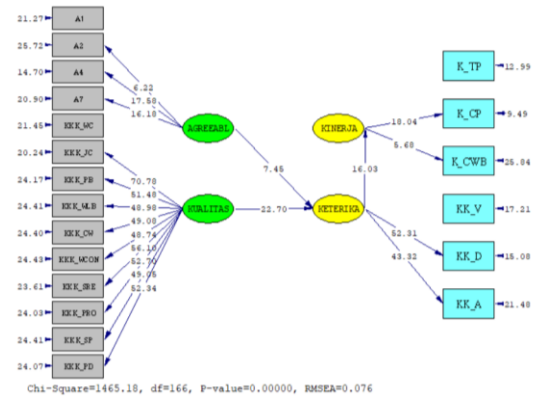 21.27 A1
25.72 A2
14.70 A4
20.90 A7
21.45 KKK_WC
20.24 KKK_JC
24.17 KKK_PB
24.41 KKK_WLB
24.40 KKK_CW
24.43 KKK_WCON
23.61 KKK_SRE
24.03 KKK_PRO
24.41 KKK_SP
24.07 KKK_PD
6.22
17.58
16.10
70.78
51.48
48.98
49.08
48.74
56.10
52.70
49.05
52.34
AGREEABL
KUALITAS
7.45
22.70
KINERJA
16.03
KETERIKA
18.04
5.68
52.31
43.32
K_TP 12.99
K_CP 9.49
K_CWB 25.84
KK_V 17.21
KK_D 15.08
KK_A 21.48
Chi-Square=1465.18, df=166, P-value=0.00000, RMSEA=0.076